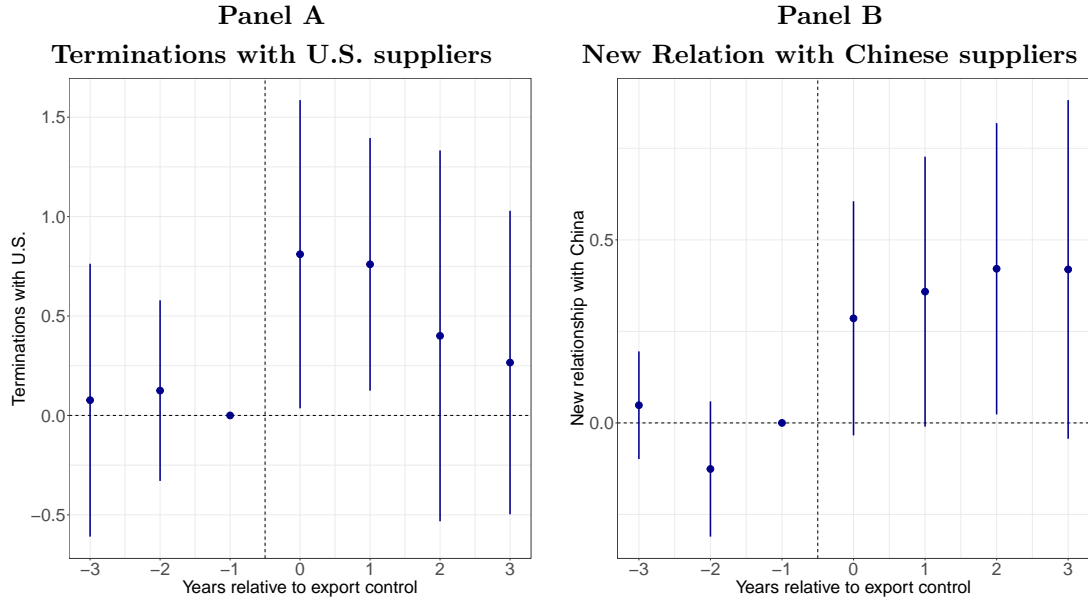 Panel A
Terminations with U.S. suppliers
Terminations with U.S.
1.5
1.0
0.5
0.0
−0.5
−3 −2 −1 0 1 2 3
Years relative to export control
Panel B
New Relation with Chinese suppliers
New relationship with China
0.5
0.0
−3 −2 −1 0 1 2 3
Years relative to export control